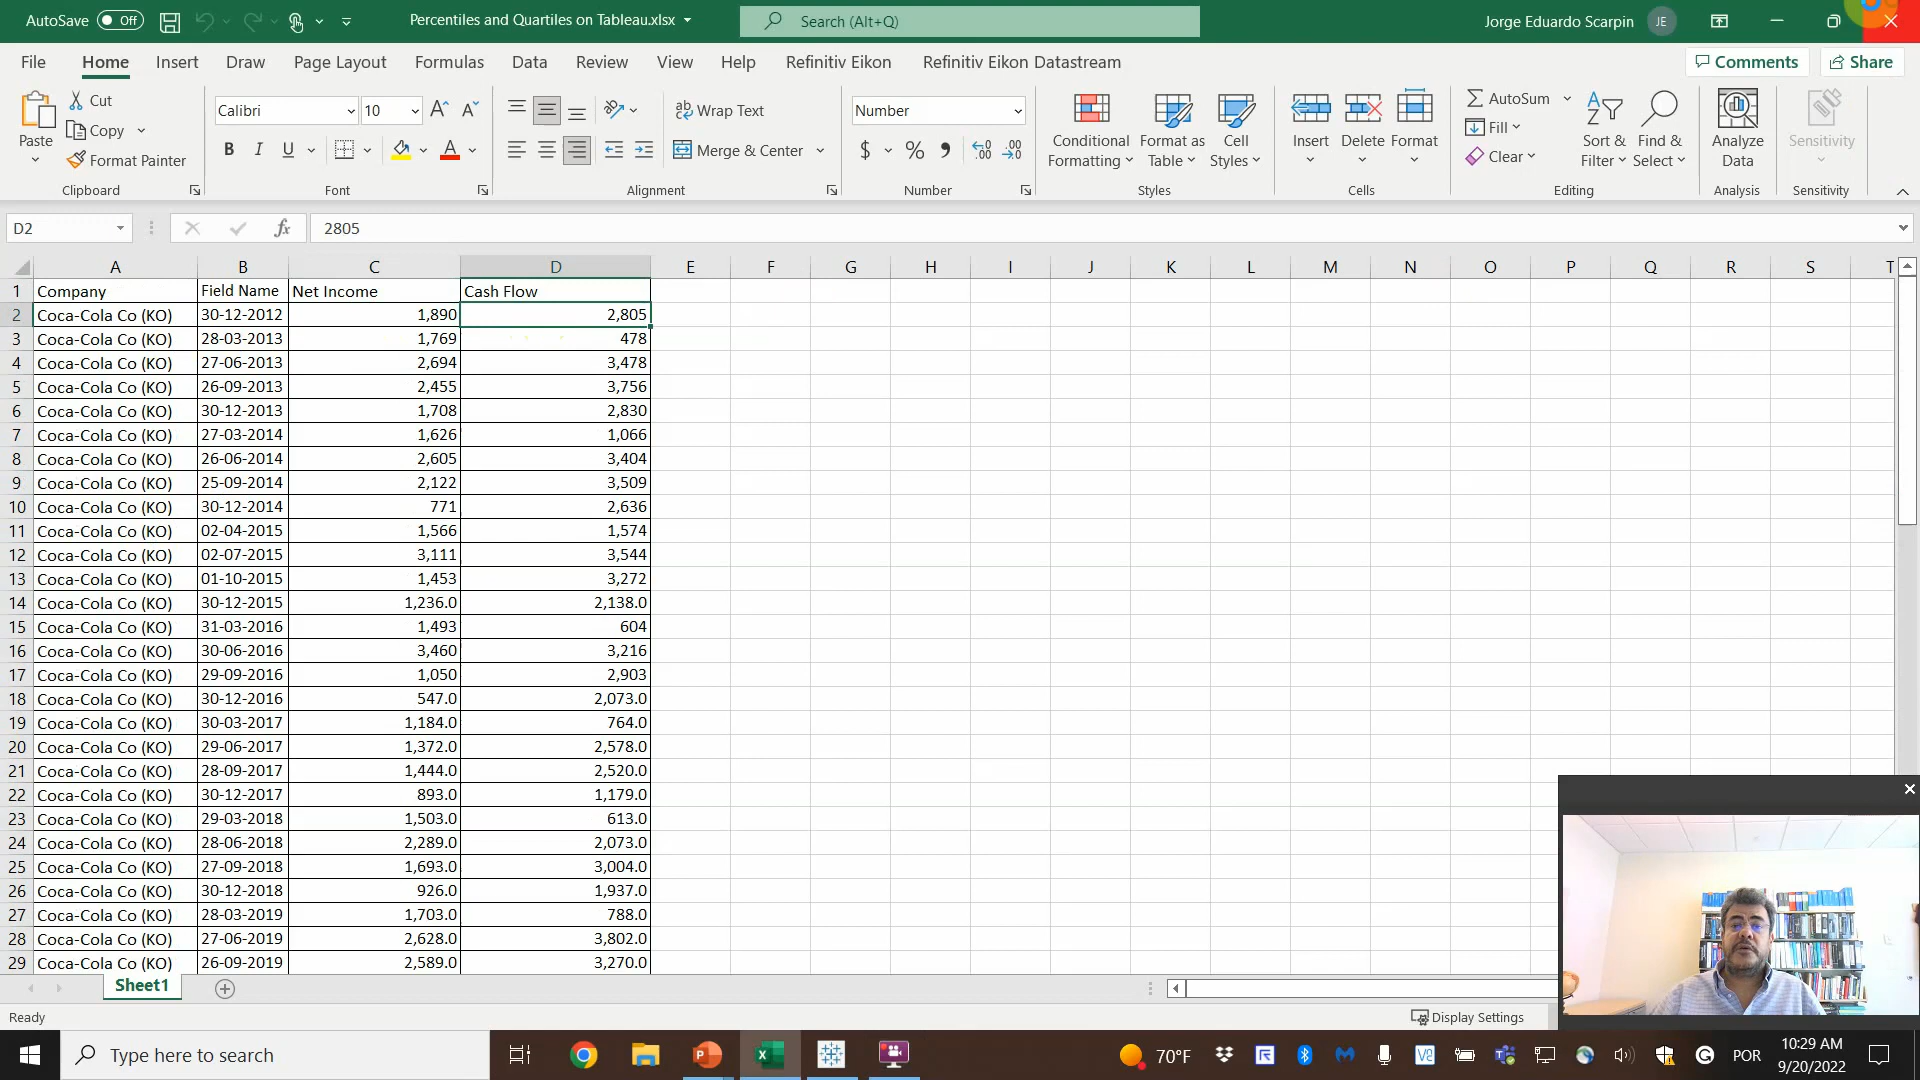 AutoSave Off Percentiles and Quartiles on Tableau.xlsx Search (Alt+Q) Jorge Eduardo Scarpin JE
File Home Insert Draw Page Layout Formulas Data Review View Help Refinitiv Eikon Refinitiv Eikon Datastream Comments Share
Paste Cut Copy Format Painter Clipboard
Calibri 10 B I U Font
Wrap Text Merge & Center Alignment
Number $ % Number
Conditional Formatting Format as Table Cell Styles Styles
Insert Delete Format Cells
AutoSum Fill Clear Sort & Filter Find & Select Editing
Analyze Data Analysis
Sensitivity Sensitivity
D2 fx 2805
A B C D E F G H I J K L M N O P Q R S T
1 Company Field Name Net Income Cash Flow
2 Coca-Cola Co (KO) 30-12-2012 1,890 2,805
3 Coca-Cola Co (KO) 28-03-2013 1,769 478
4 Coca-Cola Co (KO) 27-06-2013 2,694 3,478
5 Coca-Cola Co (KO) 26-09-2013 2,455 3,756
6 Coca-Cola Co (KO) 30-12-2013 1,708 2,830
7 Coca-Cola Co (KO) 27-03-2014 1,626 1,066
8 Coca-Cola Co (KO) 26-06-2014 2,605 3,404
9 Coca-Cola Co (KO) 25-09-2014 2,122 3,509
10 Coca-Cola Co (KO) 30-12-2014 771 2,636
11 Coca-Cola Co (KO) 02-04-2015 1,566 1,574
12 Coca-Cola Co (KO) 02-07-2015 3,111 3,544
13 Coca-Cola Co (KO) 01-10-2015 1,453 3,272
14 Coca-Cola Co (KO) 30-12-2015 1,236.0 2,138.0
15 Coca-Cola Co (KO) 31-03-2016 1,493 604
16 Coca-Cola Co (KO) 30-06-2016 3,460 3,216
17 Coca-Cola Co (KO) 29-09-2016 1,050 2,903
18 Coca-Cola Co (KO) 30-12-2016 547.0 2,073.0
19 Coca-Cola Co (KO) 30-03-2017 1,184.0 764.0
20 Coca-Cola Co (KO) 29-06-2017 1,372.0 2,578.0
21 Coca-Cola Co (KO) 28-09-2017 1,444.0 2,520.0
22 Coca-Cola Co (KO) 30-12-2017 893.0 1,179.0
23 Coca-Cola Co (KO) 29-03-2018 1,503.0 613.0
24 Coca-Cola Co (KO) 28-06-2018 2,289.0 2,073.0
25 Coca-Cola Co (KO) 27-09-2018 1,693.0 3,004.0
26 Coca-Cola Co (KO) 30-12-2018 926.0 1,937.0
27 Coca-Cola Co (KO) 28-03-2019 1,703.0 788.0
28 Coca-Cola Co (KO) 27-06-2019 2,628.0 3,802.0
29 Coca-Cola Co (KO) 26-09-2019 2,589.0 3,270.0
Sheet1
Ready Display Settings
Type here to search 70°F POR 10:29 AM
9/20/2022